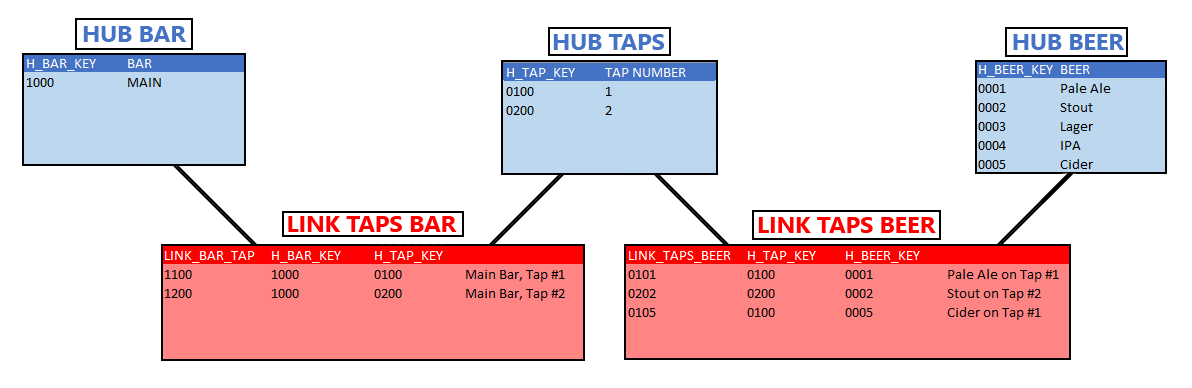 HUB BAR
H_BAR_KEY BAR
1000 MAIN
HUB TAPS
H_TAP_KEY TAP NUMBER
0100 1
0200 2
HUB BEER
H_BEER_KEY BEER
0001 Pale Ale
0002 Stout
0003 Lager
0004 IPA
0005 Cider
LINK TAPS BAR
LINK_BAR_TAP H_BAR_KEY H_TAP_KEY
1100 1000 0100 Main Bar, Tap #1
1200 1000 0200 Main Bar, Tap #2
LINK TAPS BEER
LINK_TAPS_BEER H_TAP_KEY H_BEER_KEY
0101 0100 0001 Pale Ale on Tap #1
0202 0200 0002 Stout on Tap #2
0105 0100 0005 Cider on Tap #1